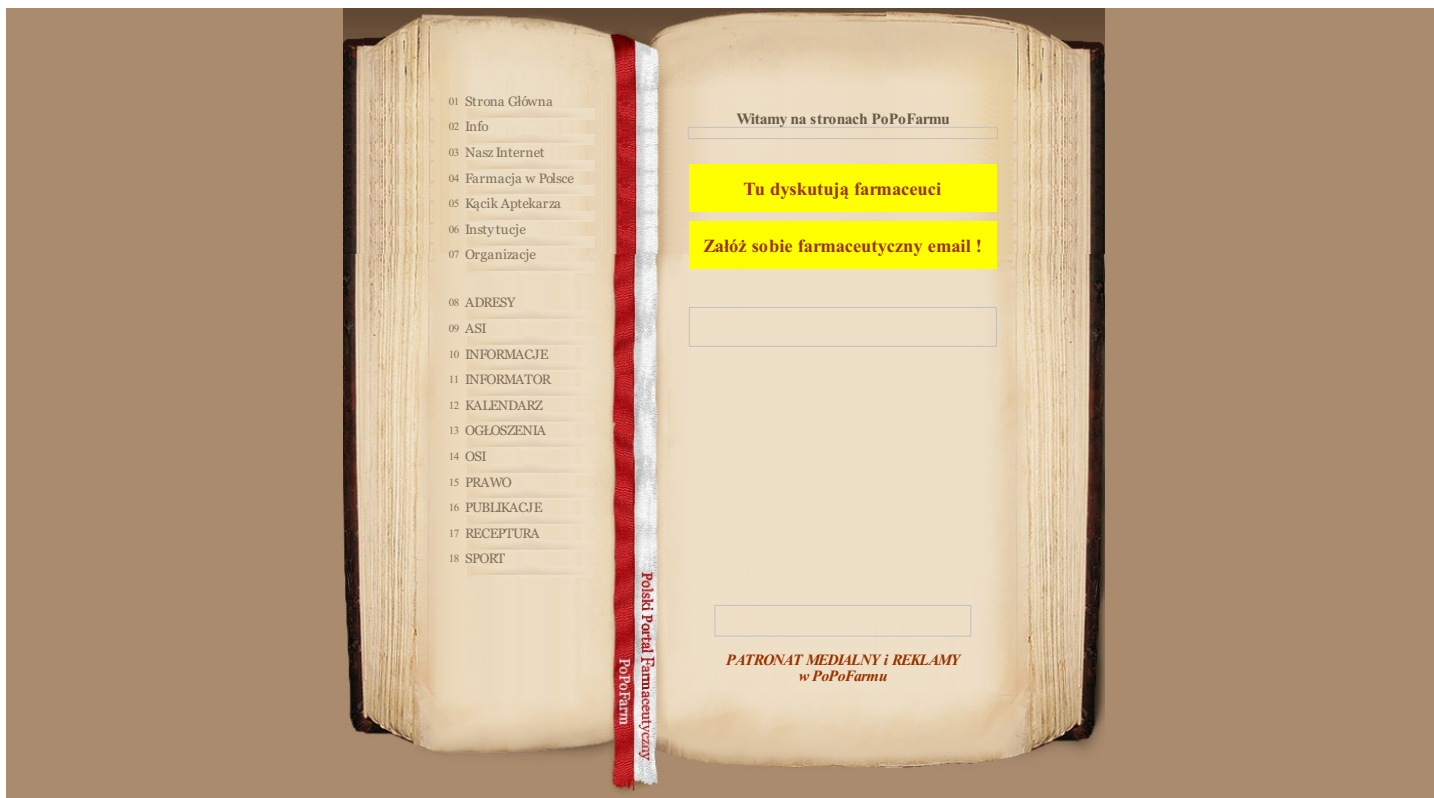 01 Strona Główna
02 Info
03 Nasz Internet
04 Farmacja w Polsce
05 Kącik Aptekarza
06 Instytucje
07 Organizacje
08 ADRESY
09 ASI
10 INFORMACJE
11 INFORMATOR
12 KALENDARZ
13 OGŁOSZENIA
14 OSI
15 PRAWO
16 PUBLIKACJE
17 RECEPTURA
18 SPORT
PoPoFarm
Polski Portal Farmaceutyczny
Witamy na stronach PoPoFarmu
Tu dyskutują farmaceuci
Załóż sobie farmaceutyczny email !
PATRONAT MEDIALNY i REKLAMY
w PoPoFarmu